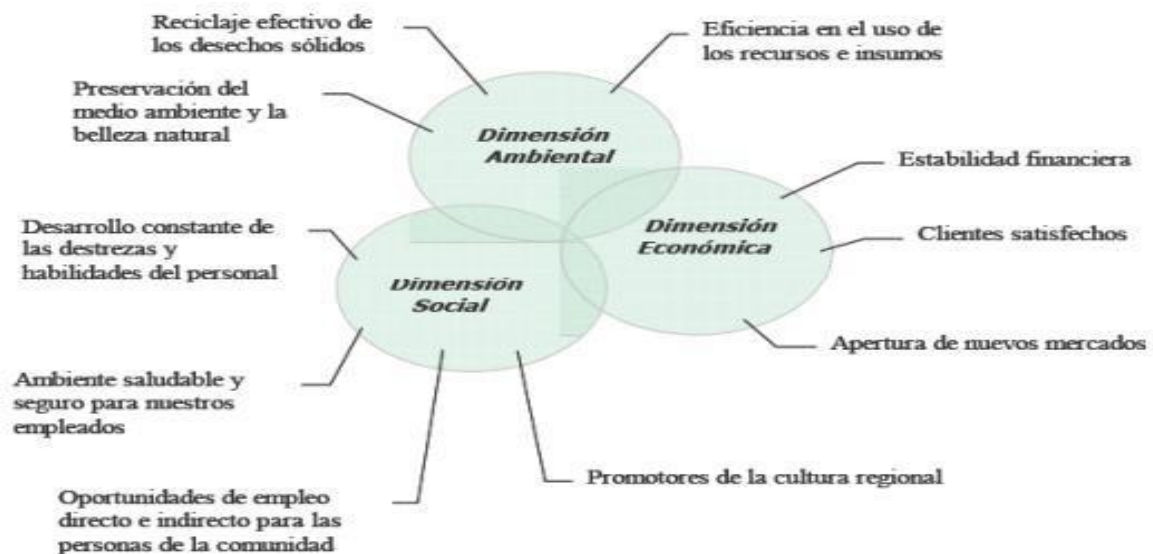 Reciclaje efectivo de
los desechos sólidos
Eficiencia en el uso de
los recursos e insumos
Preservación del
medio ambiente y la
belleza natural
Dimensión
Ambiental
Estabilidad financiera
Desarrollo constante de
las destrezas y
habilidades del personal
Dimensión
Económica
Clientes satisfechos
Dimensión
Social
Apertura de nuevos mercados
Ambiente saludable y
seguro para nuestros
empleados
Promotores de la cultura regional
Oportunidades de empleo
directo e indirecto para las
personas de la comunidad